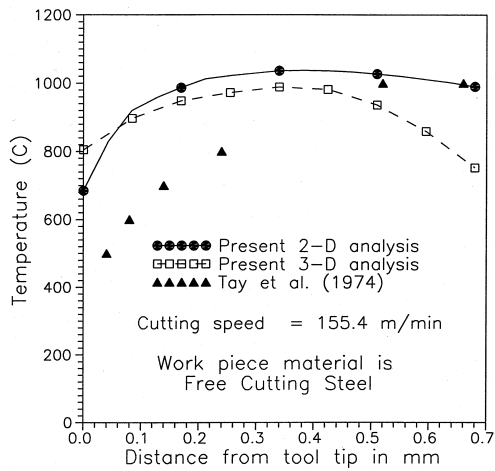 1200
1000
800
600
400
200
0
Temperature (C)
Present 2-D analysis
Present 3-D analysis
Tay et al. (1974)
Cutting speed = 155.4 m/min
Work piece material is
Free Cutting Steel
0.0 0.1 0.2 0.3 0.4 0.5 0.6 0.7
Distance from tool tip in mm